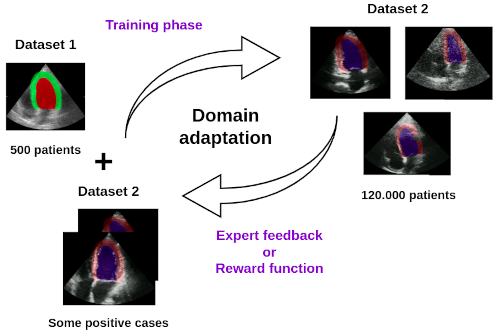 Training phase
Dataset 2
Dataset 1
Domain
adaptation
500 patients
+
Dataset 2
120.000 patients
Expert feedback
or
Reward function
Some positive cases